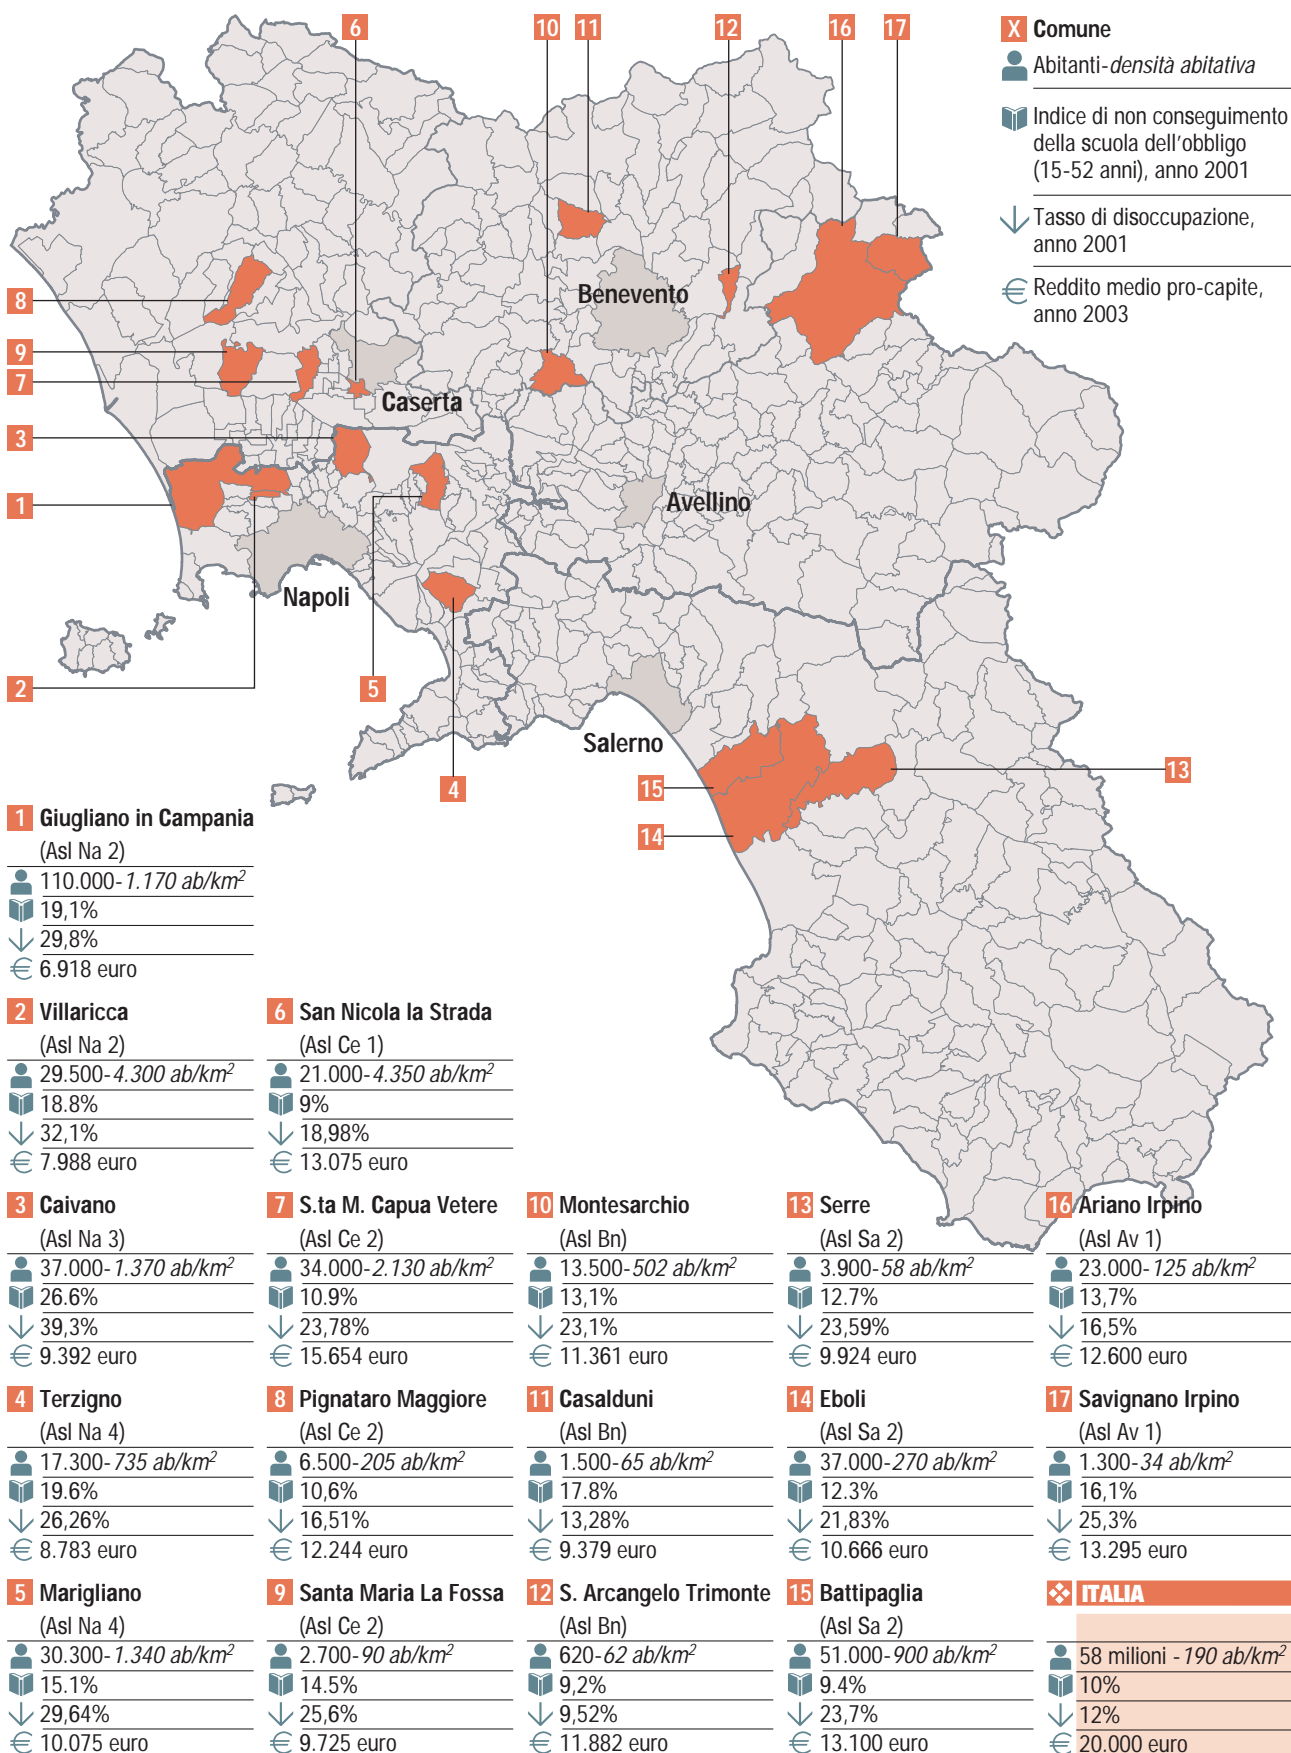 6
10
11
12
16
17
X Comune
Abitanti-densità abitativa
Indice di non conseguimento
della scuola dell'obbligo
(15-52 anni), anno 2001
Tasso di disoccupazione,
anno 2001
€ Reddito medio pro-capite,
anno 2003
8
9
7
3
1
2
5
4
15
14
13
Benevento
Caserta
Avellino
Napoli
Salerno
1 Giugliano in Campania
(Asl Na 2)
110.000-1.170 ab/km²
19,1%
29,8%
€ 6.918 euro
2 Villaricca
(Asl Na 2)
29.500-4.300 ab/km²
18.8%
32,1%
€ 7.988 euro
6 San Nicola la Strada
(Asl Ce 1)
21.000-4.350 ab/km²
9%
18,98%
€ 13.075 euro
3 Caivano
(Asl Na 3)
37.000-1.370 ab/km²
26.6%
39,3%
€ 9.392 euro
7 S.ta M. Capua Vetere
(Asl Ce 2)
34.000-2.130 ab/km²
10.9%
23,78%
€ 15.654 euro
10 Montesarchio
(Asl Bn)
13.500-502 ab/km²
13,1%
23,1%
€ 11.361 euro
13 Serre
(Asl Sa 2)
3.900-58 ab/km²
12.7%
23,59%
€ 9.924 euro
16 Ariano Irpino
(Asl Av 1)
23.000-125 ab/km²
13,7%
16,5%
€ 12.600 euro
4 Terzigno
(Asl Na 4)
17.300-735 ab/km²
19.6%
26,26%
€ 8.783 euro
8 Pignataro Maggiore
(Asl Ce 2)
6.500-205 ab/km²
10,6%
16,51%
€ 12.244 euro
11 Casalduni
(Asl Bn)
1.500-65 ab/km²
17.8%
13,28%
€ 9.379 euro
14 Eboli
(Asl Sa 2)
37.000-270 ab/km²
12.3%
21,83%
€ 10.666 euro
17 Savignano Irpino
(Asl Av 1)
1.300-34 ab/km²
16,1%
25,3%
€ 13.295 euro
5 Marigliano
(Asl Na 4)
30.300-1.340 ab/km²
15.1%
29,64%
€ 10.075 euro
9 Santa Maria La Fossa
(Asl Ce 2)
2.700-90 ab/km²
14.5%
25,6%
€ 9.725 euro
12 S. Arcangelo Trimonte
(Asl Bn)
620-62 ab/km²
9,2%
9,52%
€ 11.882 euro
15 Battipaglia
(Asl Sa 2)
51.000-900 ab/km²
9.4%
23,7%
€ 13.100 euro
ITALIA
58 milioni - 190 ab/km²
10%
12%
€ 20.000 euro